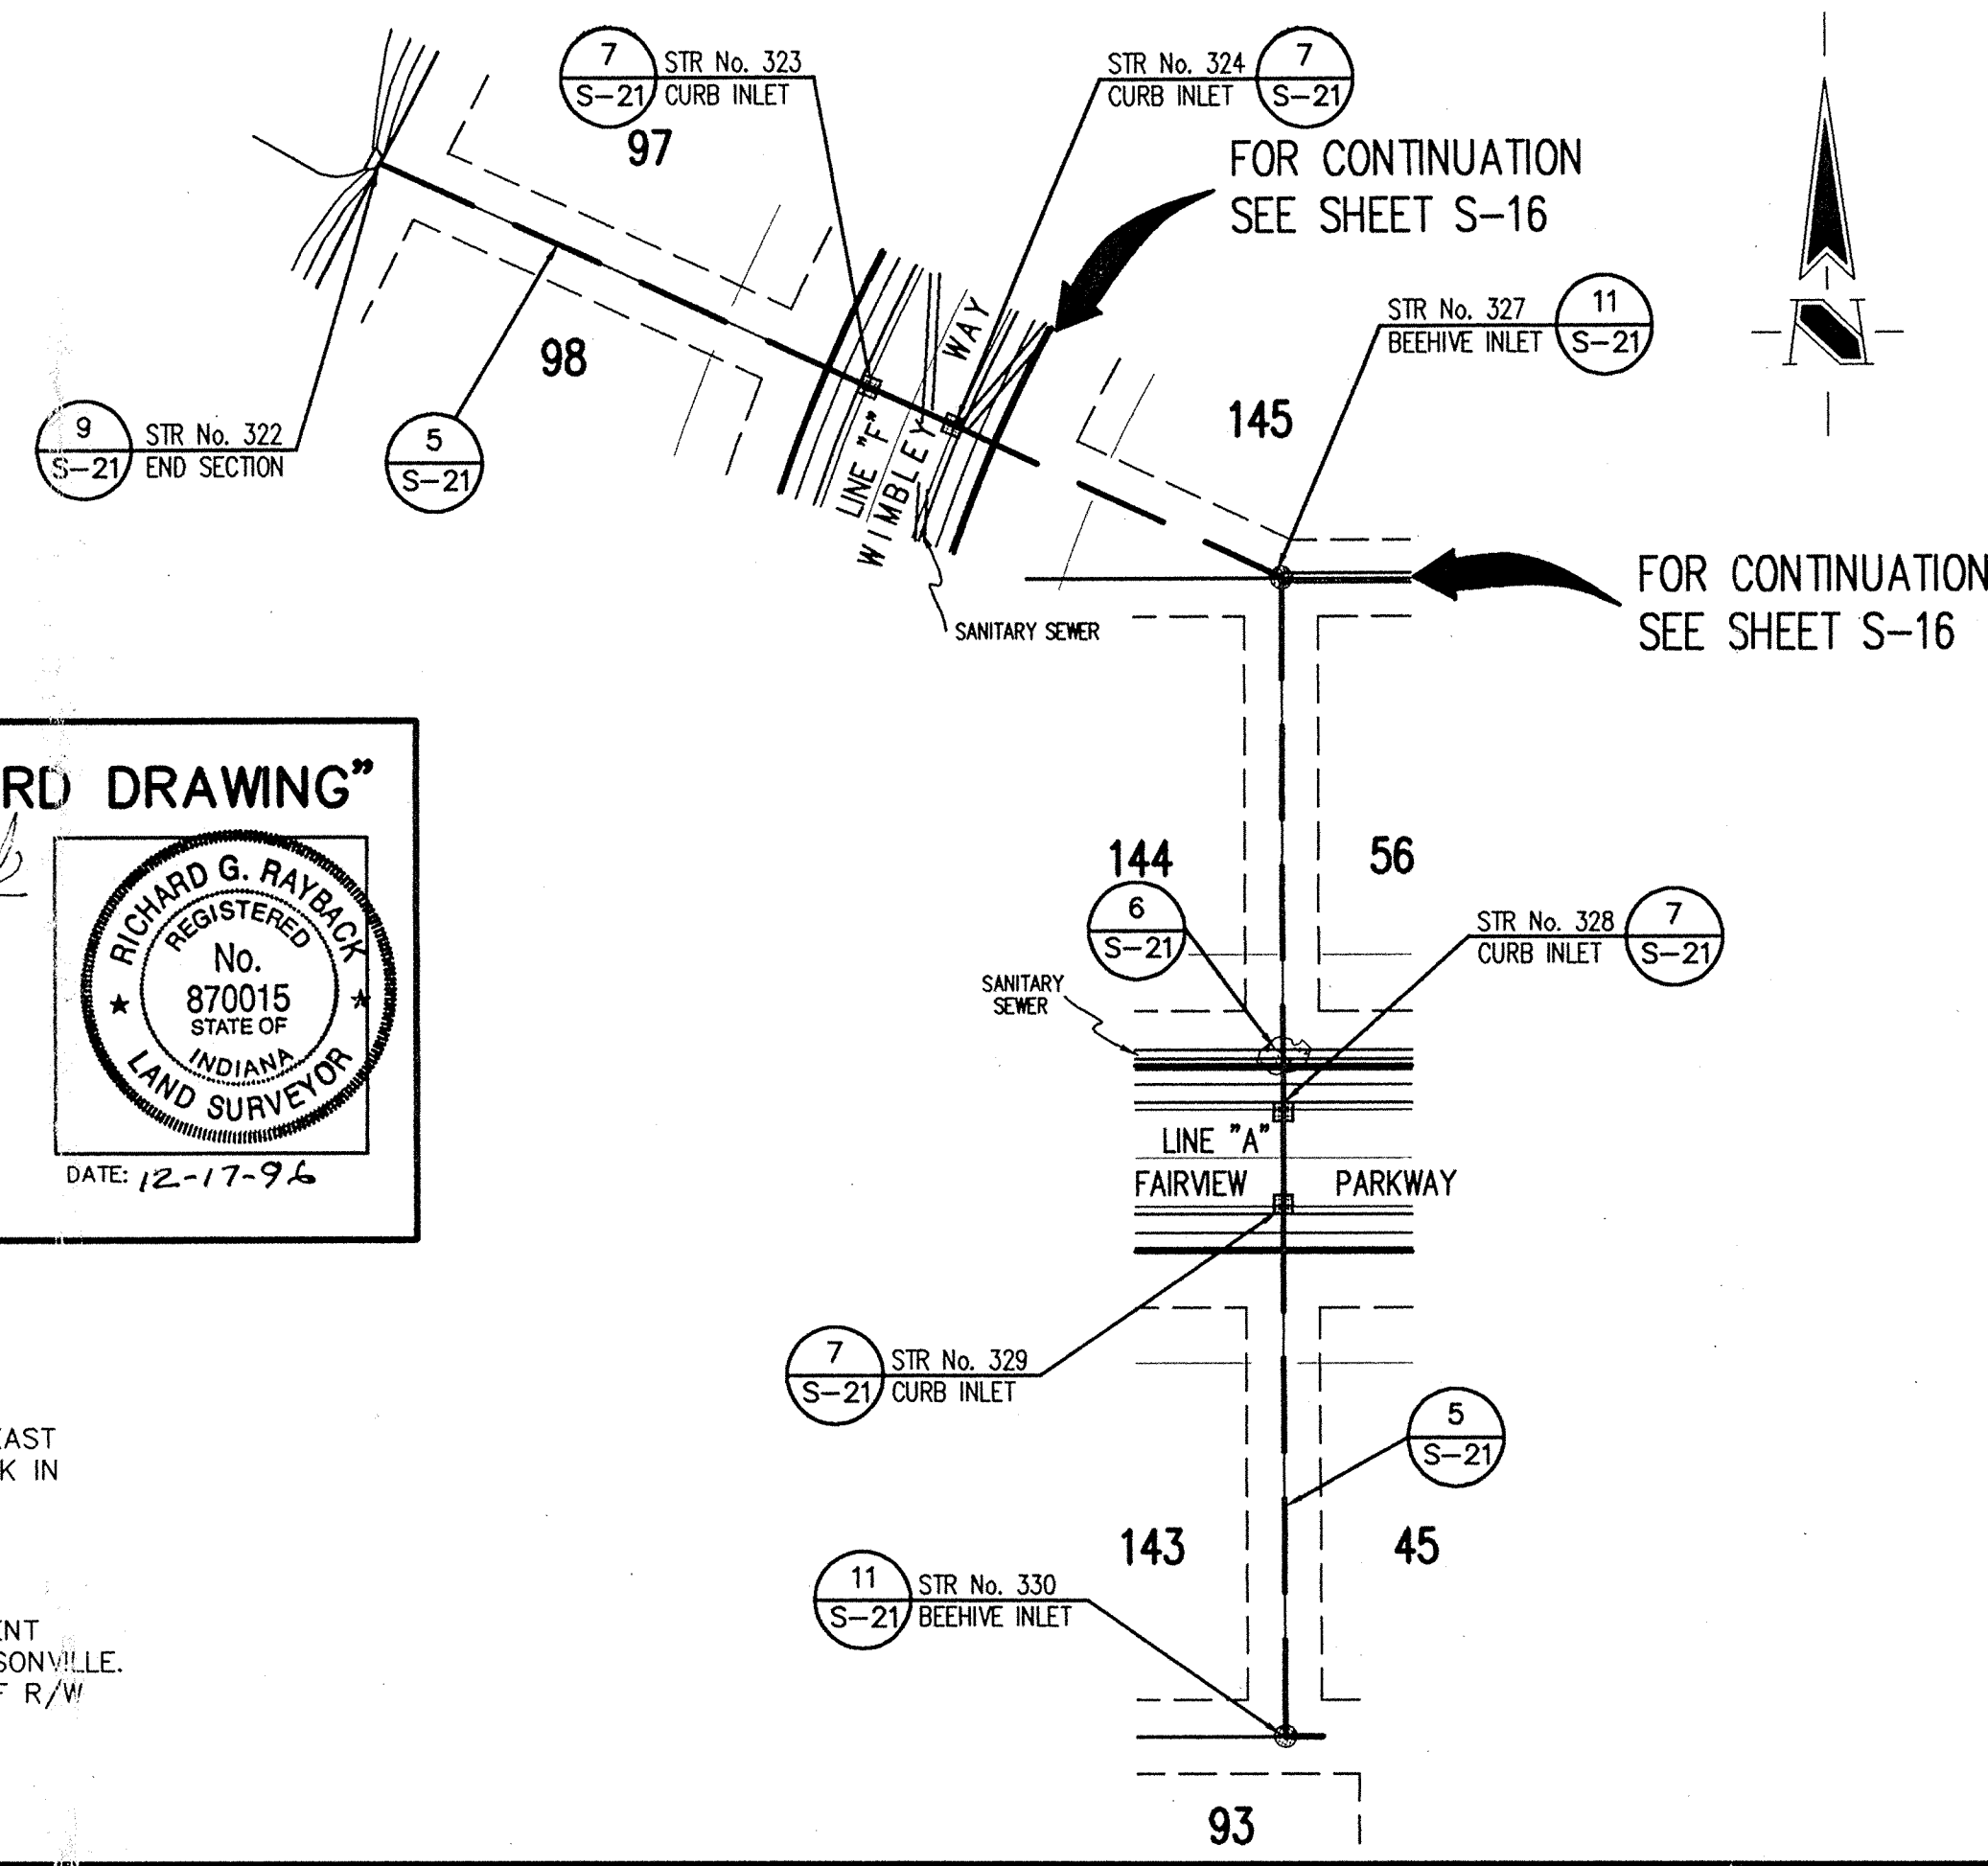 7
S-21
STR No. 323
CURB INLET
STR No. 324
CURB INLET
7
S-21
97
FOR CONTINUATION
SEE SHEET S-16
STR No. 327
BEEHIVE INLET
11
S-21
N
98
145
9
S-21
STR No. 322
END SECTION
5
S-21
LINE "F"
WIMBLEY WAY
SANITARY SEWER
FOR CONTINUATION
SEE SHEET S-16
RD DRAWING"
RICHARD G. RAYBACK
REGISTERED
No.
870015
STATE OF
INDIANA
LAND SURVEYOR
DATE: 12-17-96
144
56
6
S-21
STR No. 328
CURB INLET
7
S-21
SANITARY
SEWER
LINE "A"
FAIRVIEW PARKWAY
7
S-21
STR No. 329
CURB INLET
5
S-21
EAST
K IN
143
45
11
S-21
STR No. 330
BEEHIVE INLET
ENT
SONVILLE.
F R/W
93